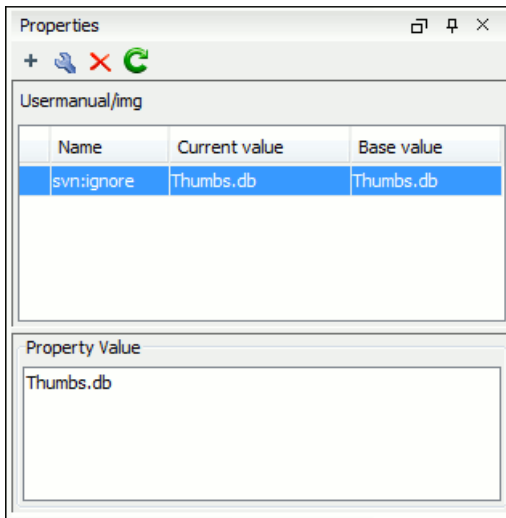 Properties
Usermanual/img
Name Current value Base value
svn:ignore Thumbs.db Thumbs.db
Property Value
Thumbs.db